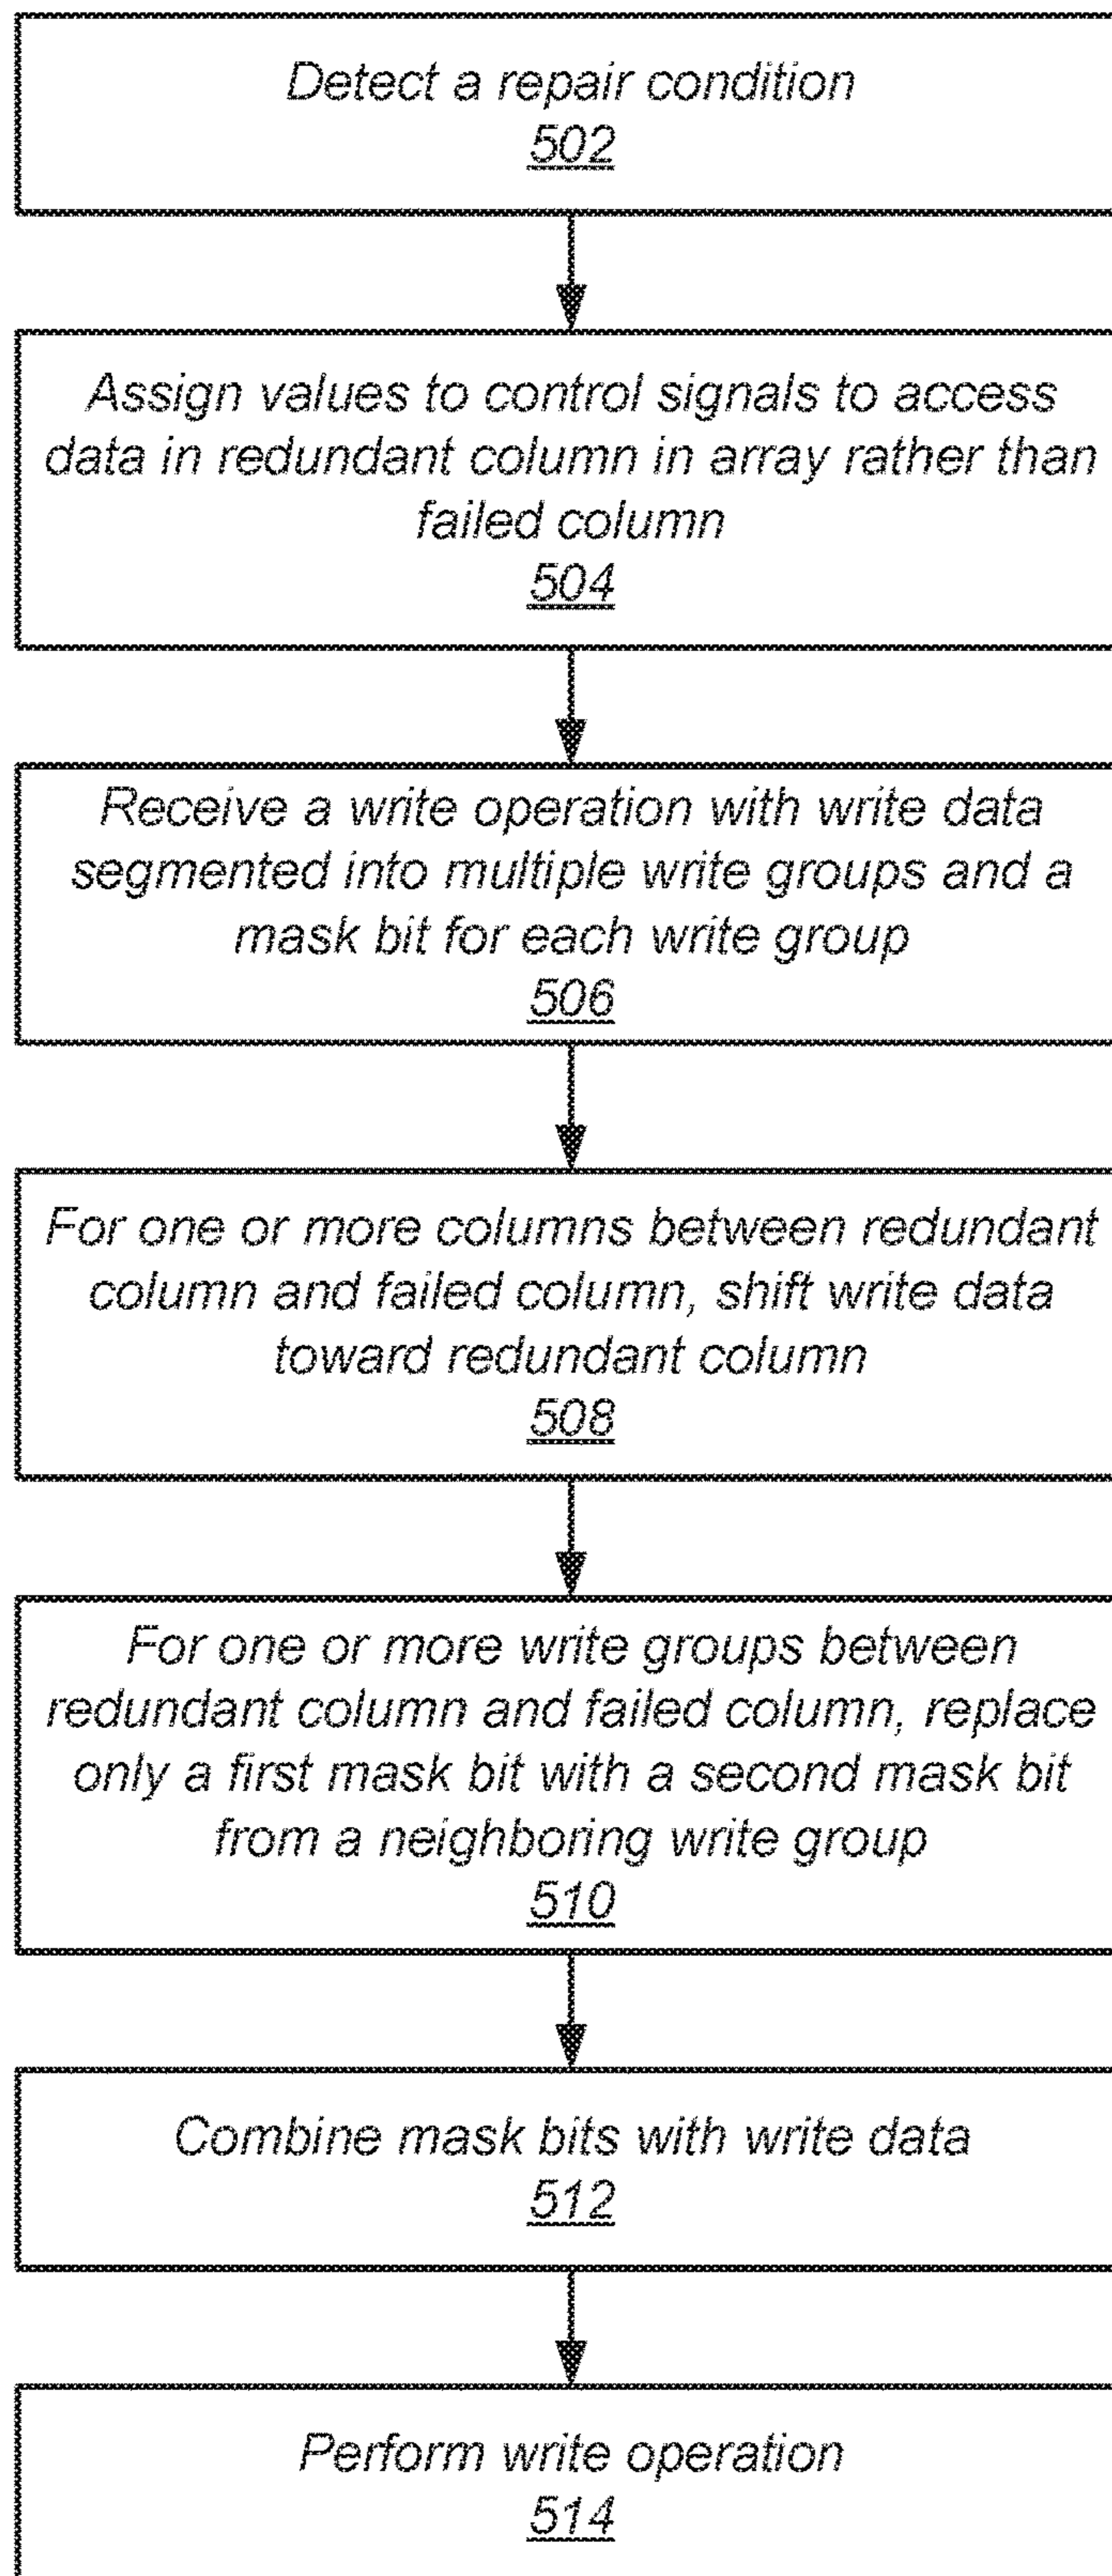 Detect a repair condition
502
Assign values to control signals to access
data in redundant column in array rather than
failed column
504
Receive a write operation with write data
segmented into multiple write groups and a
mask bit for each write group
506
For one or more columns between redundant
column and failed column, shift write data
toward redundant column
508
For one or more write groups between
redundant column and failed column, replace
only a first mask bit with a second mask bit
from a neighboring write group
510
Combine mask bits with write data
512
Perform write operation
514